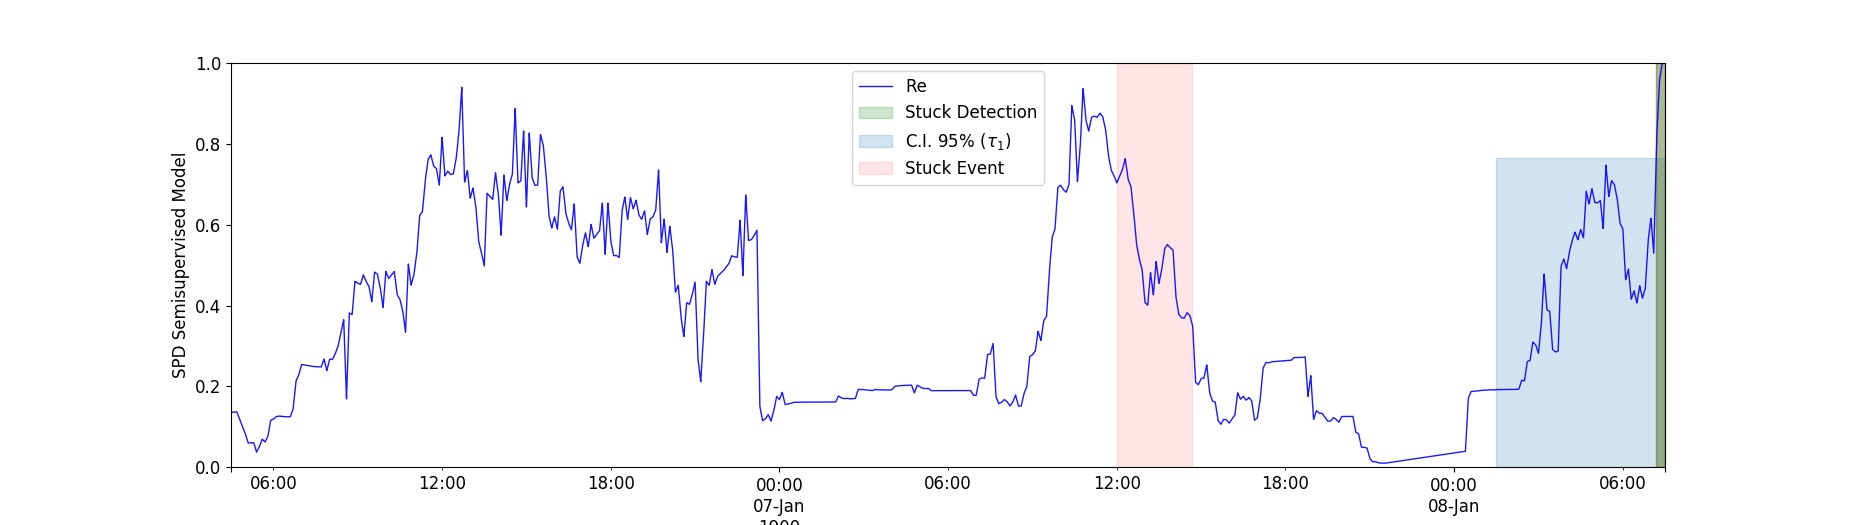 1.0
0.8
0.6
0.4
0.2
0.0
SPD Semisupervised Model
Re
Stuck Detection
C.I. 95% (τ₁)
Stuck Event
06:00 12:00 18:00 00:00 06:00 12:00 18:00 00:00 06:00
07-Jan 08-Jan
1900